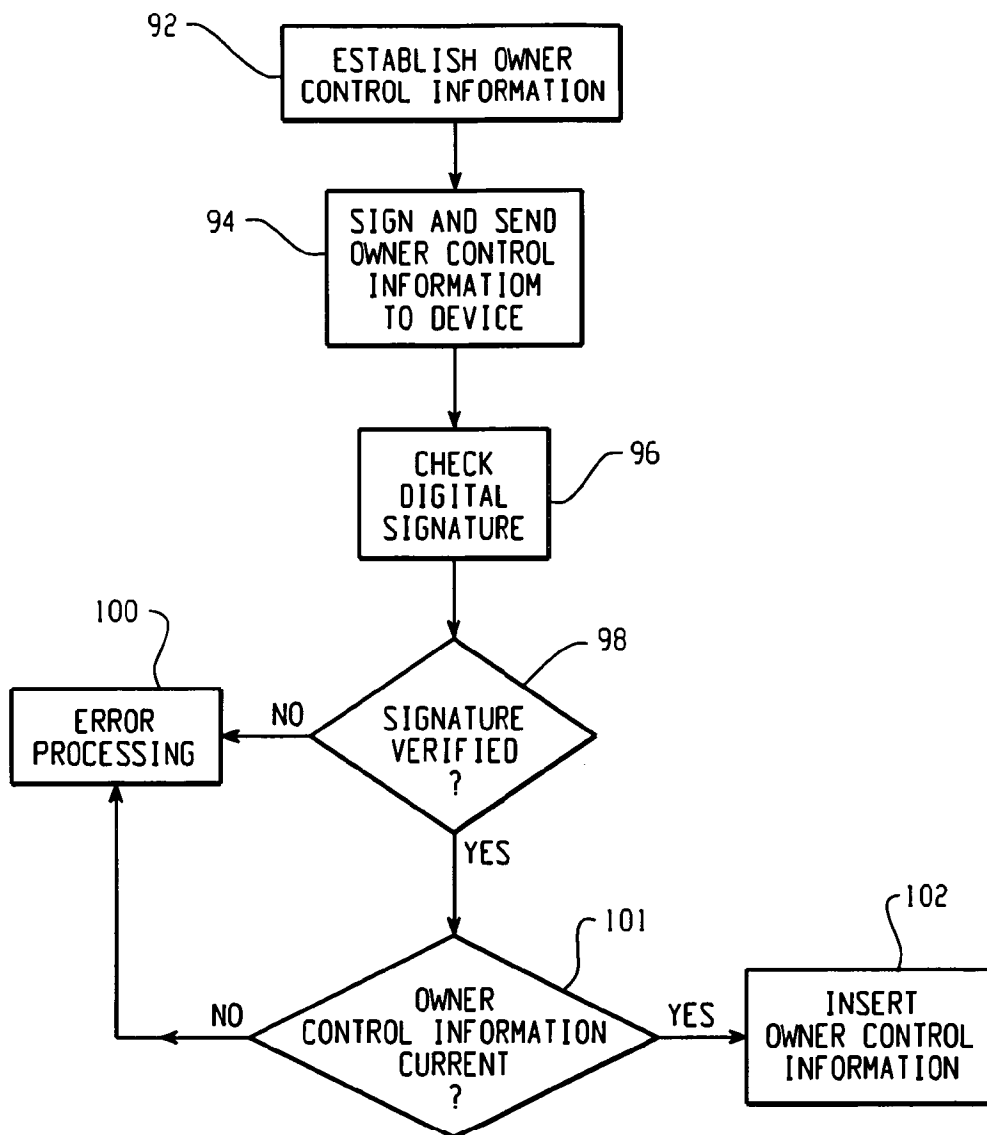 92
ESTABLISH OWNER
CONTROL INFORMATION
94
SIGN AND SEND
OWNER CONTROL
INFORMATIOM
TO DEVICE
96
CHECK
DIGITAL
SIGNATURE
100
98
ERROR
PROCESSING
NO
SIGNATURE
VERIFIED
?
YES
101
102
OWNER
CONTROL INFORMATION
CURRENT
?
NO
YES
INSERT
OWNER CONTROL
INFORMATION